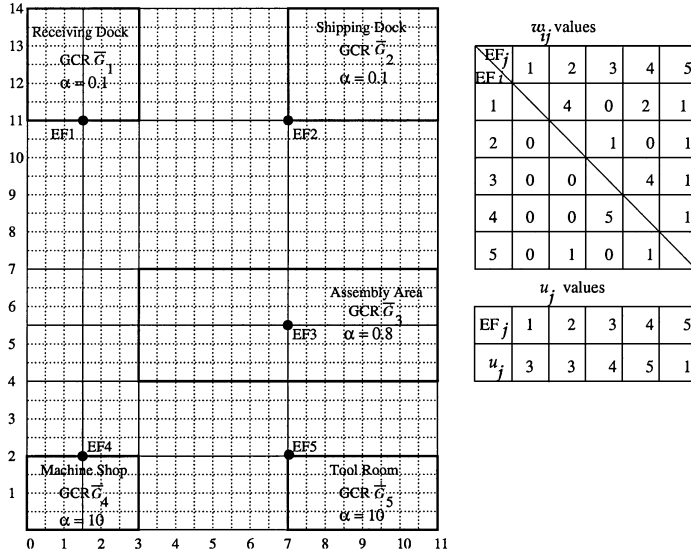 14
13
12
11
10
9
8
7
6
5
4
3
2
1
0 1 2 3 4 5 6 7 8 9 10 11
Receiving Dock
GCR G̅1
α = 0.1
EF1
Shipping Dock
GCR G̅2
α = 0.1
EF2
Assembly Area
GCR G̅3
α = 0.8
EF3
EF4
Machine Shop
GCR G̅4
α = 10
EF5
Tool Room
GCR G̅5
α = 10
w ij values
EFj 1 2 3 4 5
EFi
1 4 0 2 1
2 0 1 0 1
3 0 0 4 1
4 0 0 5 1
5 0 1 0 1
u j values
EF j 1 2 3 4 5
u j 3 3 4 5 1